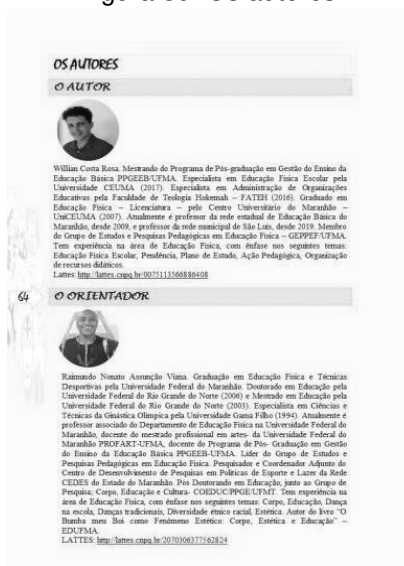 OS AUTORES
O AUTOR
Willian Costa Rosa. Mestrando do Programa de Pós-graduação em Gestão do Ensino da
Educação Básica PPGEEB/UFMA. Especialista em Educação Física Escolar pela
Universidade CEUMA (2017). Especialista em Administração de Organizações
Educativas pela Faculdade de Teologia Hokemah – FATEH (2016). Graduado em
Educação Física – Licenciatura – pelo Centro Universitário do Maranhão –
UniCEUMA (2007). Atualmente é professor da rede estadual de Educação Básica do
Maranhão, desde 2009, e professor da rede municipal de São Luís, desde 2019. Membro
do Grupo de Estudos e Pesquisas Pedagógicas em Educação Física – GEPPEF/UFMA.
Tem experiência na área de Educação Física, com ênfase nos seguintes temas:
Educação Física Escolar, Pendência, Plano de Estudo, Ação Pedagógica, Organização
de recursos didáticos.
Lattes: http://lattes.cnpq.br/0075113566886408
64
O ORIENTADOR
Raimundo Nonato Assunção Viana. Graduação em Educação Física e Técnicas
Desportivas pela Universidade Federal do Maranhão. Doutorado em Educação pela
Universidade Federal do Rio Grande do Norte (2006) e Mestrado em Educação pela
Universidade Federal do Rio Grande do Norte (2003). Especialista em Ciências e
Técnicas da Ginástica Olímpica pela Universidade Gama Filho (1994). Atualmente é
professor associado do Departamento de Educação Física na Universidade Federal do
Maranhão, docente do mestrado profissional em artes- da Universidade Federal do
Maranhão PROFART-UFMA, docente do Programa de Pós- Graduação em Gestão
do Ensino da Educação Básica PPGEEB-UFMA. Líder do Grupo de Estudos e
Pesquisas Pedagógicas em Educação Física. Pesquisador e Coordenador Adjunto do
Centro de Desenvolvimento de Pesquisas em Políticas de Esporte e Lazer da Rede
CEDES do Estado do Maranhão. Pós Doutorando em Educação, junto ao Grupo de
Pesquisa; Corpo, Educação e Cultura- COEDUC/PPGE/UFMT. Tem experiência na
área de Educação Física, com ênfase nos seguintes temas: Corpo, Educação, Dança
na escola, Danças tradicionais, Diversidade étnico racial, Estética. Autor do livro "O
Bumba meu Boi como Fenômeno Estético: Corpo, Estética e Educação" –
EDUFMA.
LATTES: http://lattes.cnpq.br/2070306377562824